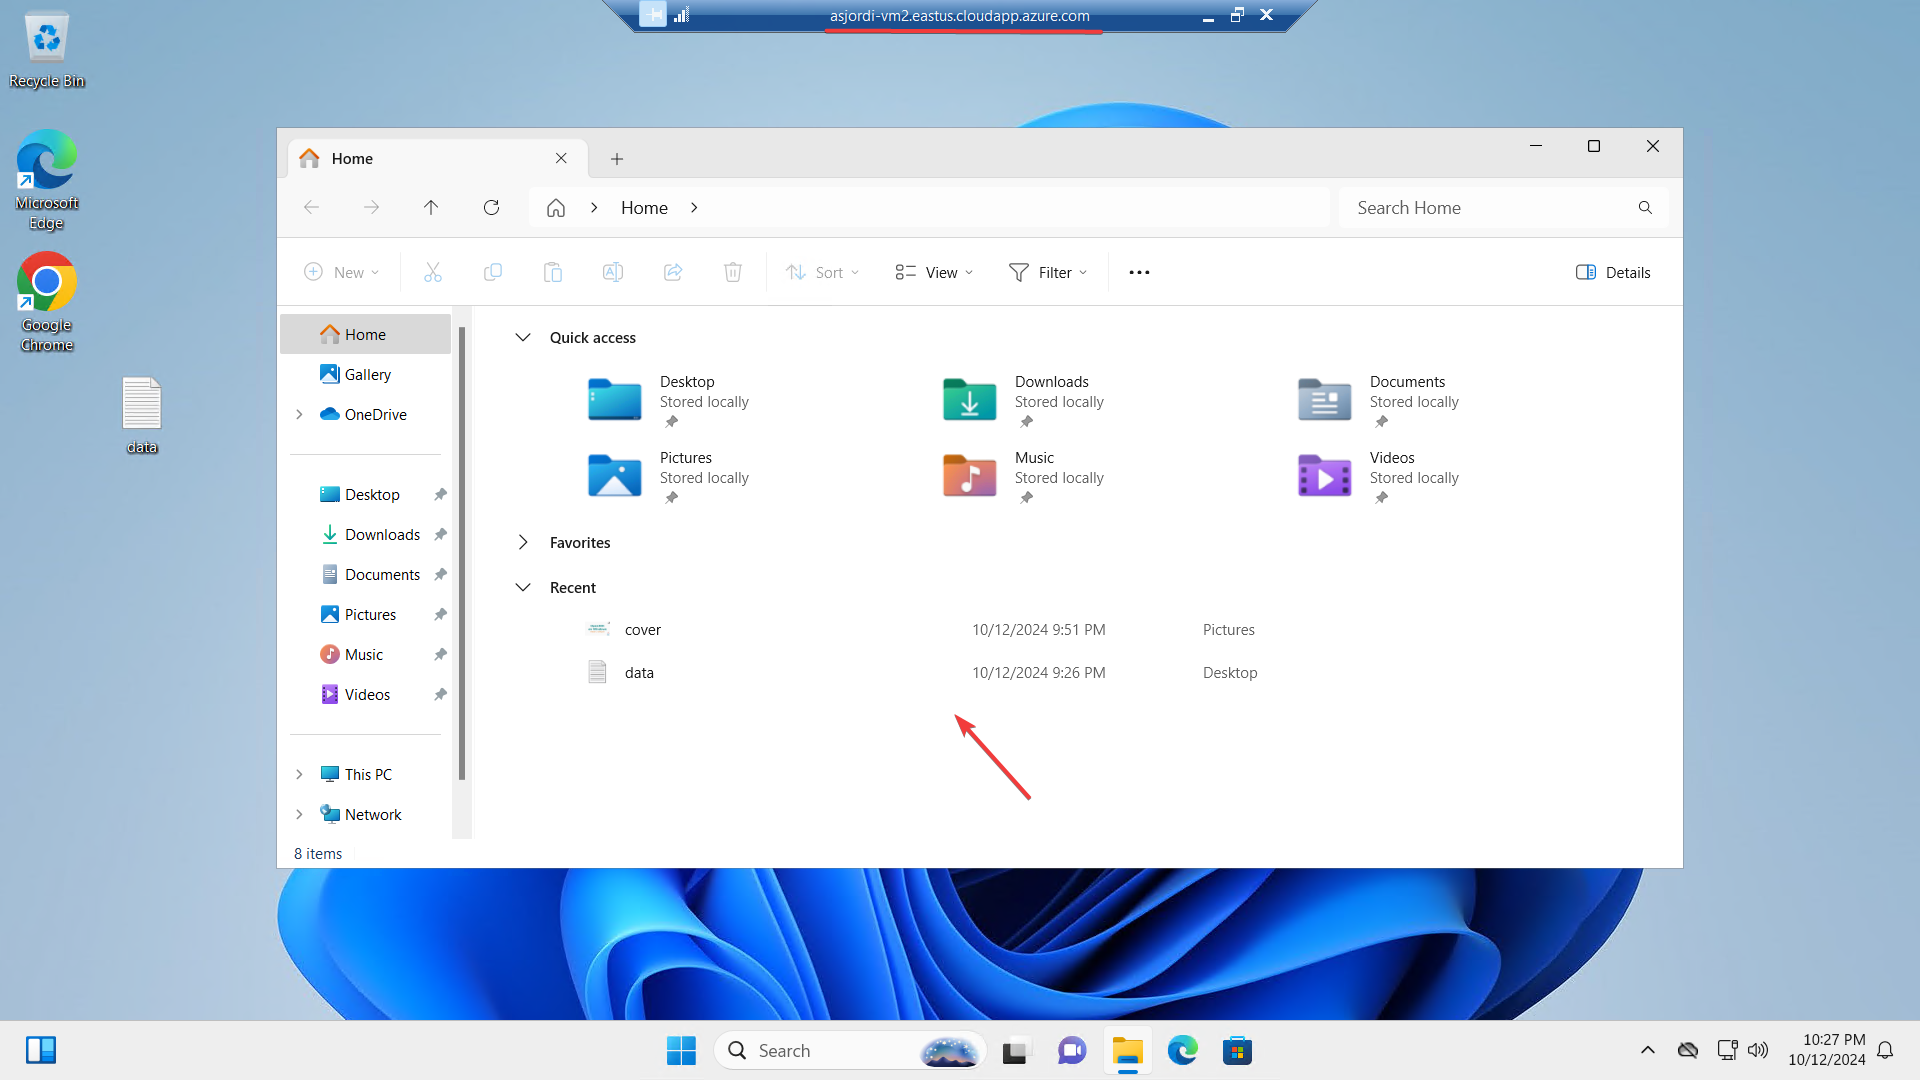 asjordi-vm2.eastus.cloudapp.azure.com
Recycle Bin
Microsoft
Edge
Google
Chrome
data
Home
Home
Search Home
New
Sort
View
Filter
Details
Home
Gallery
OneDrive
Desktop
Downloads
Documents
Pictures
Music
Videos
This PC
Network
Quick access
Desktop
Stored locally
Downloads
Stored locally
Documents
Stored locally
Pictures
Stored locally
Music
Stored locally
Videos
Stored locally
Favorites
Recent
cover 10/12/2024 9:51 PM Pictures
data 10/12/2024 9:26 PM Desktop
8 items
Search
10:27 PM
10/12/2024